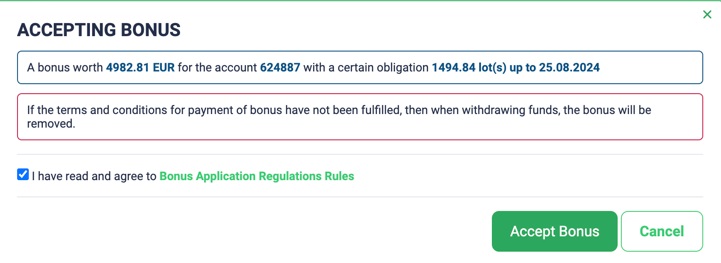 ACCEPTING BONUS
A bonus worth 4982.81 EUR for the account 624887 with a certain obligation 1494.84 lot(s) up to 25.08.2024
If the terms and conditions for payment of bonus have not been fulfilled, then when withdrawing funds, the bonus will be
removed.
I have read and agree to Bonus Application Regulations Rules
Accept Bonus Cancel